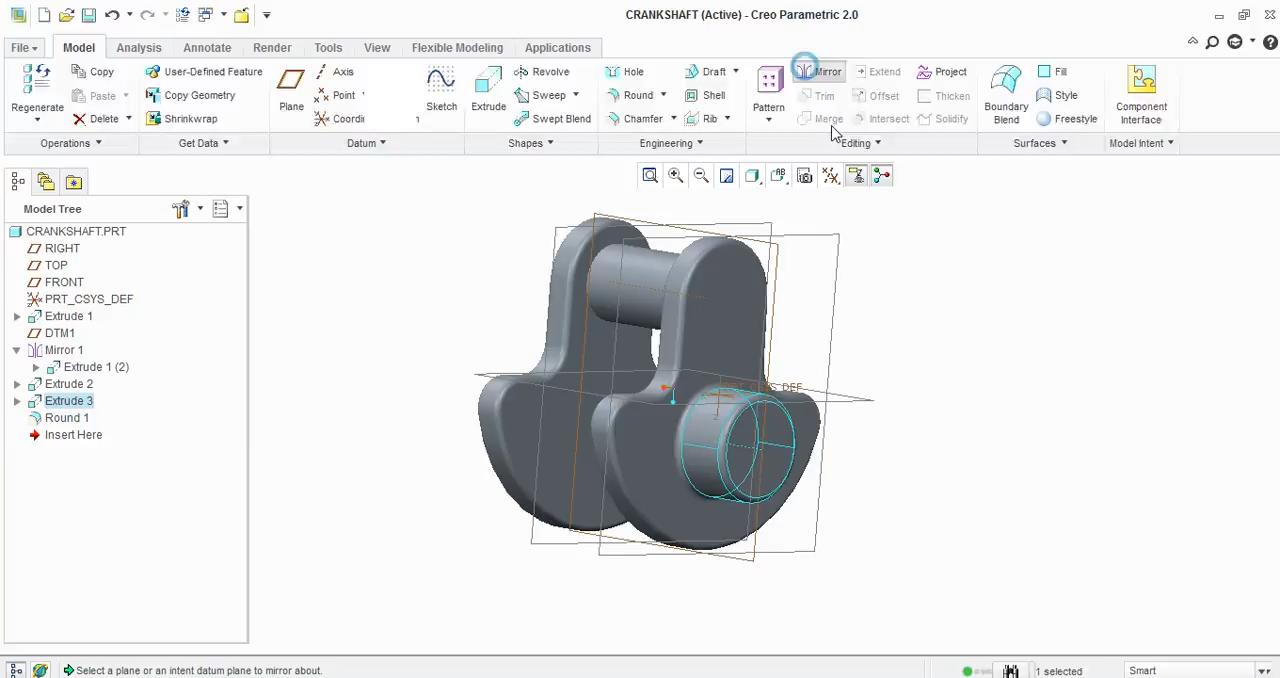 CRANKSHAFT (Active) - Creo Parametric 2.0
File Model Analysis Annotate Render Tools View Flexible Modeling Applications
Regenerate Copy Paste Delete User-Defined Feature Copy Geometry Shrinkwrap Plane Axis Point Coordi Sketch Extrude Revolve Sweep Swept Blend Hole Round Chamfer Draft Shell Rib Pattern Mirror Trim Merge Extend Offset Intersect Project Thicken Solidify Boundary Blend Fill Style Freestyle Component Interface
Operations Get Data Datum Shapes Engineering Editing Surfaces Model Intent
Model Tree
CRANKSHAFT.PRT
RIGHT
TOP
FRONT
PRT_CSYS_DEF
Extrude 1
DTM1
Mirror 1
Extrude 1 (2)
Extrude 2
Extrude 3
Round 1
Insert Here
PRT_CSYS_DEF
Select a plane or an intent datum plane to mirror about. 1 selected Smart